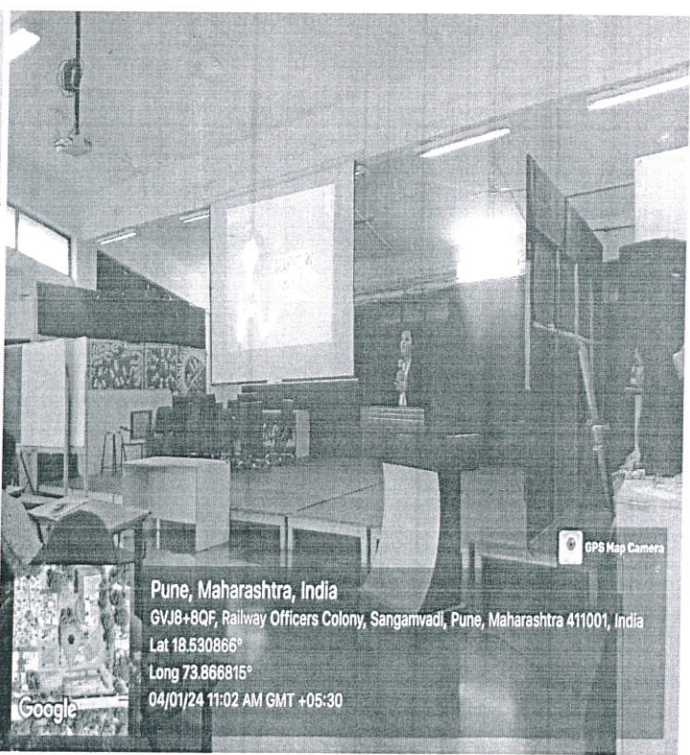 GPS Map Camera
Pune, Maharashtra, India
GVJ8+8QF, Railway Officers Colony, Sangamvadi, Pune, Maharashtra 411001, India
Lat 18.530866°
Long 73.866815°
04/01/24 11:02 AM GMT +05:30
Google